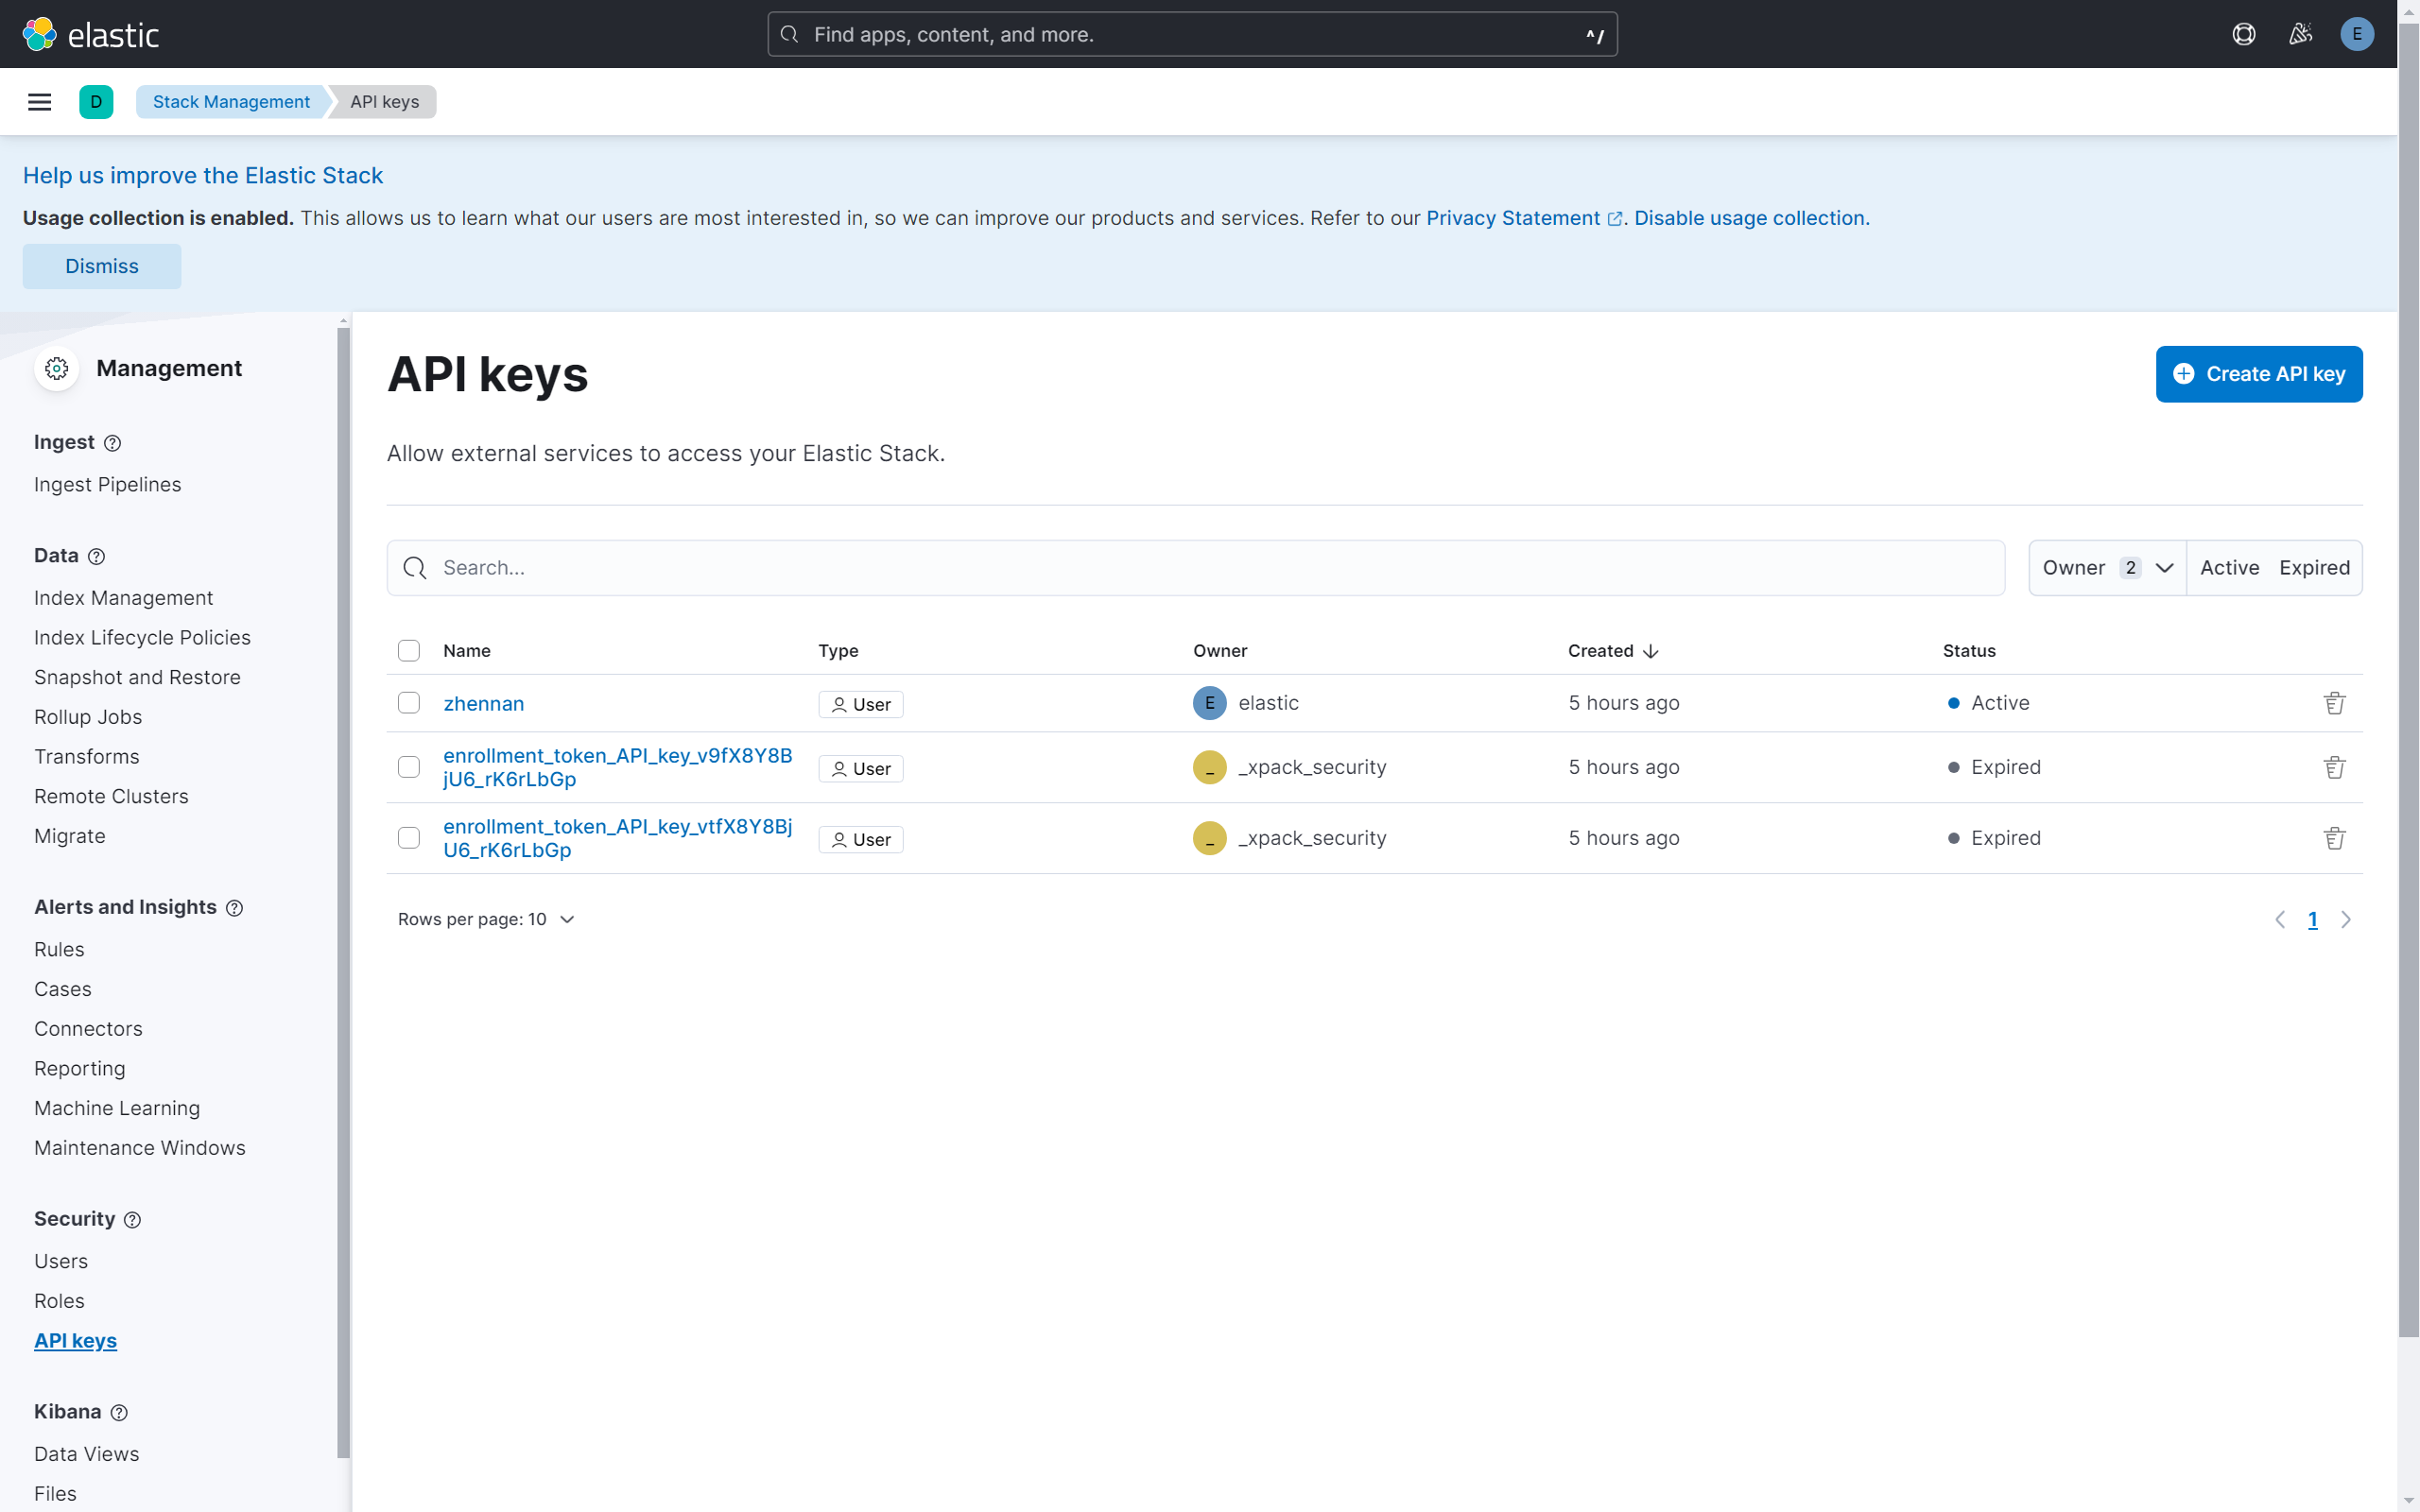 elastic
Find apps, content, and more.
^/
E
D
Stack Management
API keys
Help us improve the Elastic Stack
Usage collection is enabled. This allows us to learn what our users are most interested in, so we can improve our products and services. Refer to our Privacy Statement. Disable usage collection.
Dismiss
Management
Ingest
Ingest Pipelines
Data
Index Management
Index Lifecycle Policies
Snapshot and Restore
Rollup Jobs
Transforms
Remote Clusters
Migrate
Alerts and Insights
Rules
Cases
Connectors
Reporting
Machine Learning
Maintenance Windows
Security
Users
Roles
API keys
Kibana
Data Views
Files
API keys
Create API key
Allow external services to access your Elastic Stack.
Search...
Owner 2
Active
Expired
Name Type Owner Created Status
zhennan User E elastic 5 hours ago Active
enrollment_token_API_key_v9fX8Y8B
jU6_rK6rLbGp
User _ _xpack_security 5 hours ago Expired
enrollment_token_API_key_vtfX8Y8Bj
U6_rK6rLbGp
User _ _xpack_security 5 hours ago Expired
Rows per page: 10
1